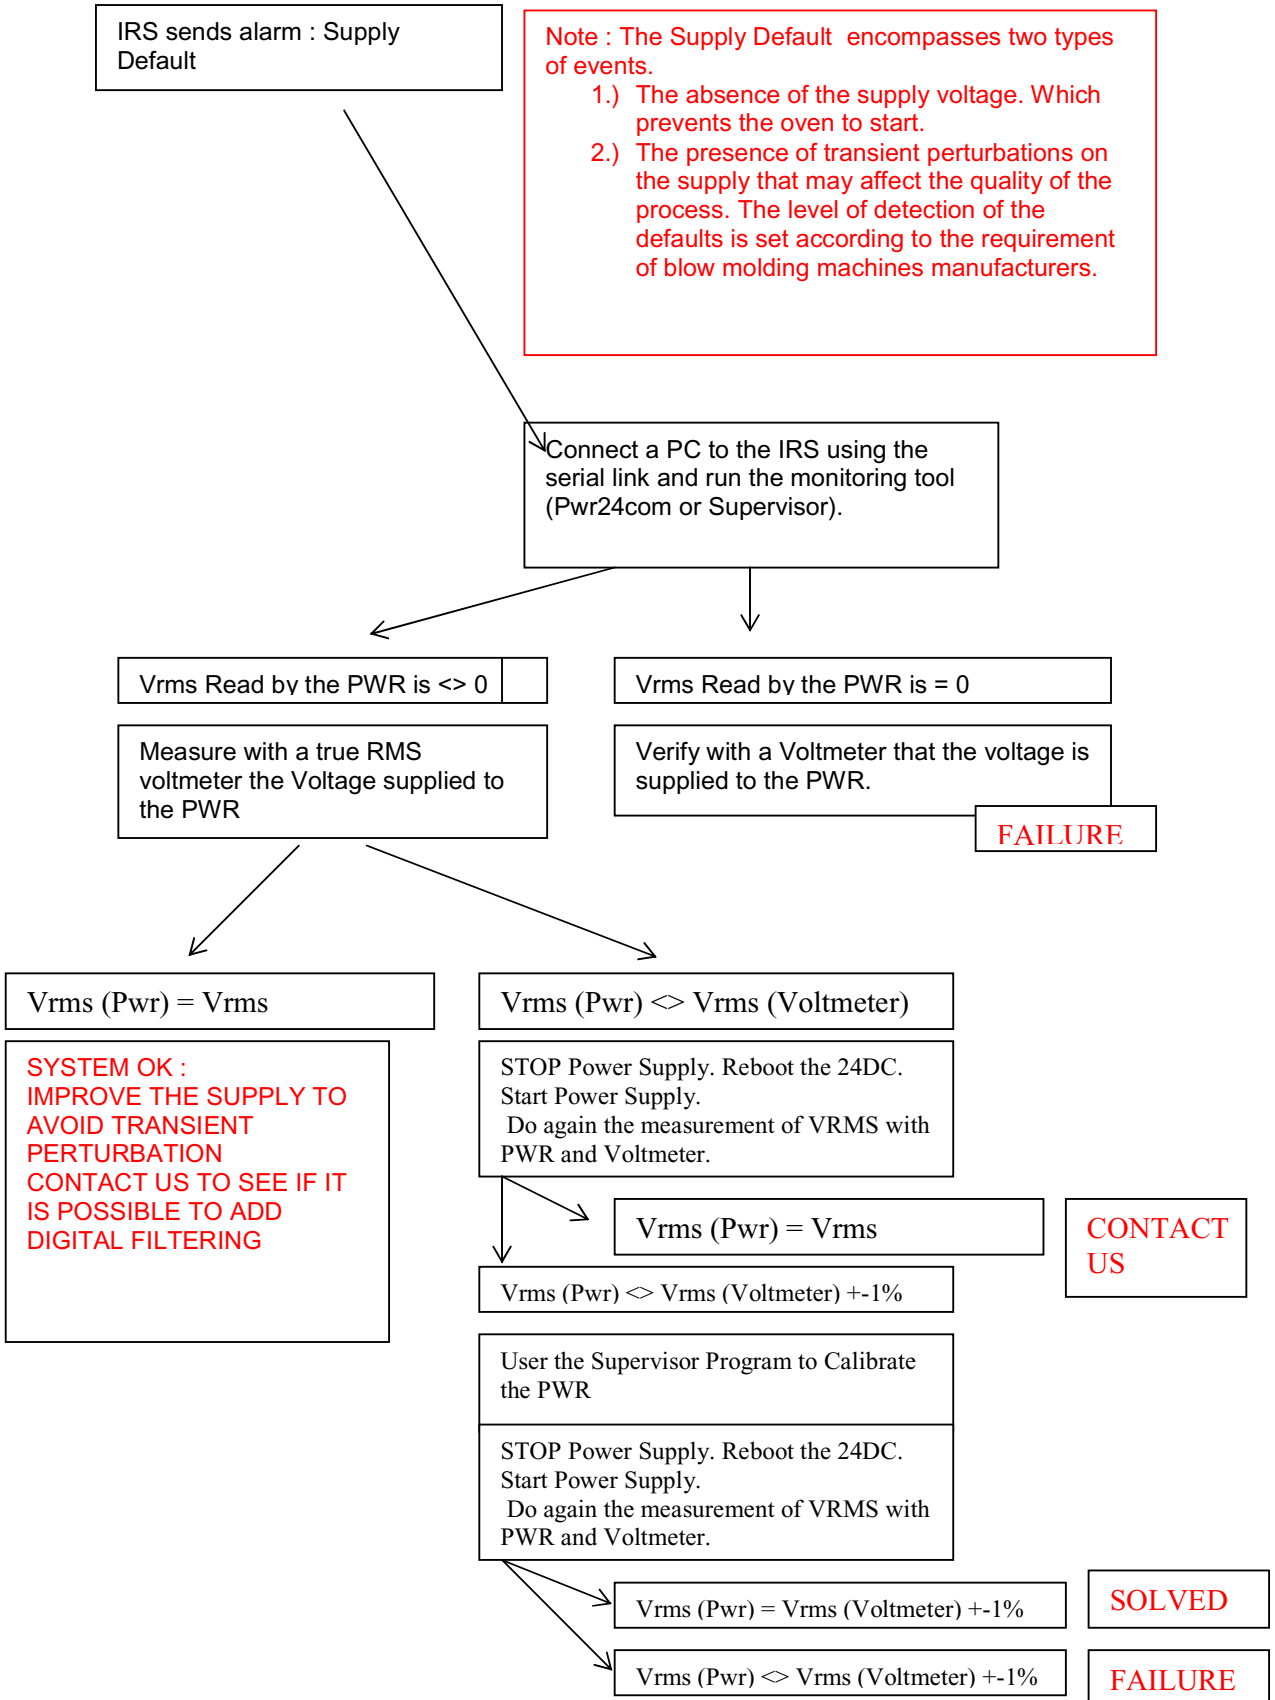 IRS sends alarm : Supply
Default
Note : The Supply Default encompasses two types
of events.
1.) The absence of the supply voltage. Which
prevents the oven to start.
2.) The presence of transient perturbations on
the supply that may affect the quality of the
process. The level of detection of the
defaults is set according to the requirement
of blow molding machines manufacturers.
Connect a PC to the IRS using the
serial link and run the monitoring tool
(Pwr24com or Supervisor).
Vrms Read by the PWR is <> 0
Vrms Read by the PWR is = 0
Measure with a true RMS
voltmeter the Voltage supplied to
the PWR
Verify with a Voltmeter that the voltage is
supplied to the PWR.
FAILURE
Vrms (Pwr) = Vrms
Vrms (Pwr) <> Vrms (Voltmeter)
SYSTEM OK :
IMPROVE THE SUPPLY TO
AVOID TRANSIENT
PERTURBATION
CONTACT US TO SEE IF IT
IS POSSIBLE TO ADD
DIGITAL FILTERING
STOP Power Supply. Reboot the 24DC.
Start Power Supply.
Do again the measurement of VRMS with
PWR and Voltmeter.
Vrms (Pwr) = Vrms
CONTACT
US
Vrms (Pwr) <> Vrms (Voltmeter) +-1%
User the Supervisor Program to Calibrate
the PWR
STOP Power Supply. Reboot the 24DC.
Start Power Supply.
Do again the measurement of VRMS with
PWR and Voltmeter.
Vrms (Pwr) = Vrms (Voltmeter) +-1%
SOLVED
Vrms (Pwr) <> Vrms (Voltmeter) +-1%
FAILURE